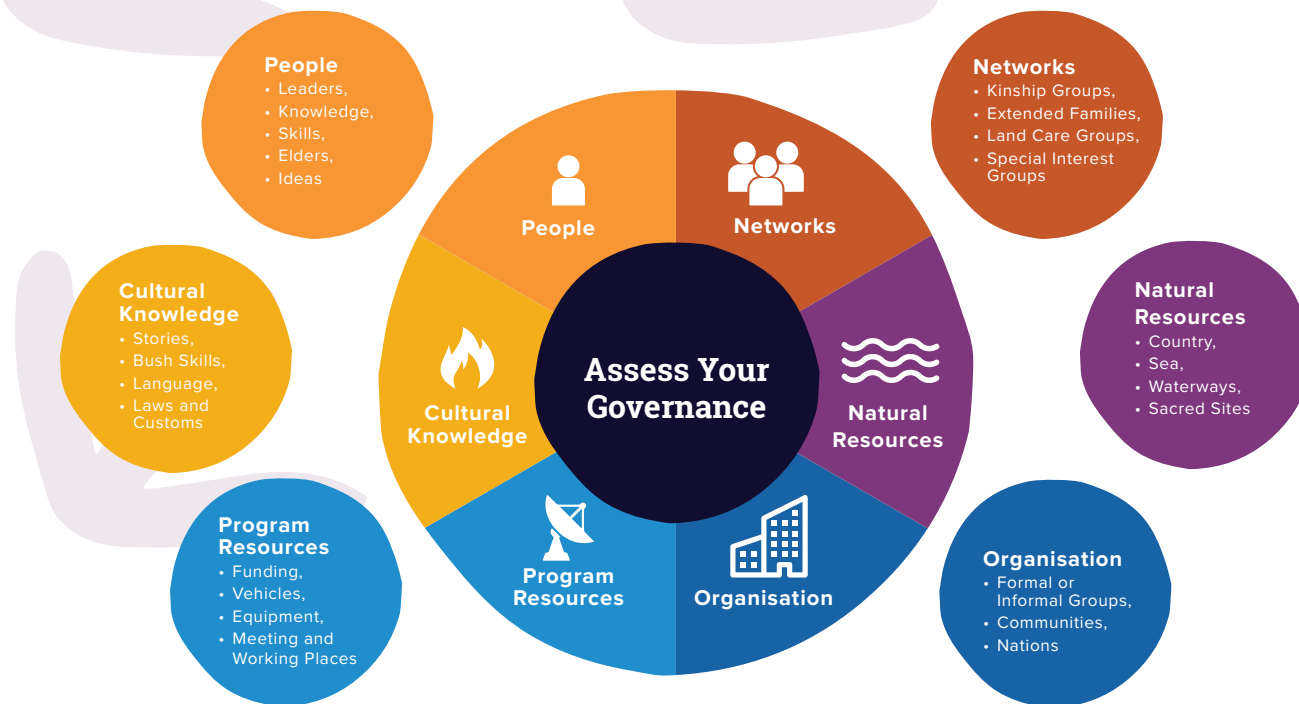 People
• Leaders,
• Knowledge,
• Skills,
• Elders,
• Ideas
Networks
• Kinship Groups,
• Extended Families,
• Land Care Groups,
• Special Interest
Groups
People
Networks
Cultural
Knowledge
• Stories,
• Bush Skills,
• Language,
• Laws and
Customs
Cultural
Knowledge
Assess Your
Governance
Natural
Resources
Natural
Resources
• Country,
• Sea,
• Waterways,
• Sacred Sites
Program
Resources
• Funding,
• Vehicles,
• Equipment,
• Meeting and
Working Places
Program
Resources
Organisation
Organisation
• Formal or
Informal Groups,
• Communities,
• Nations